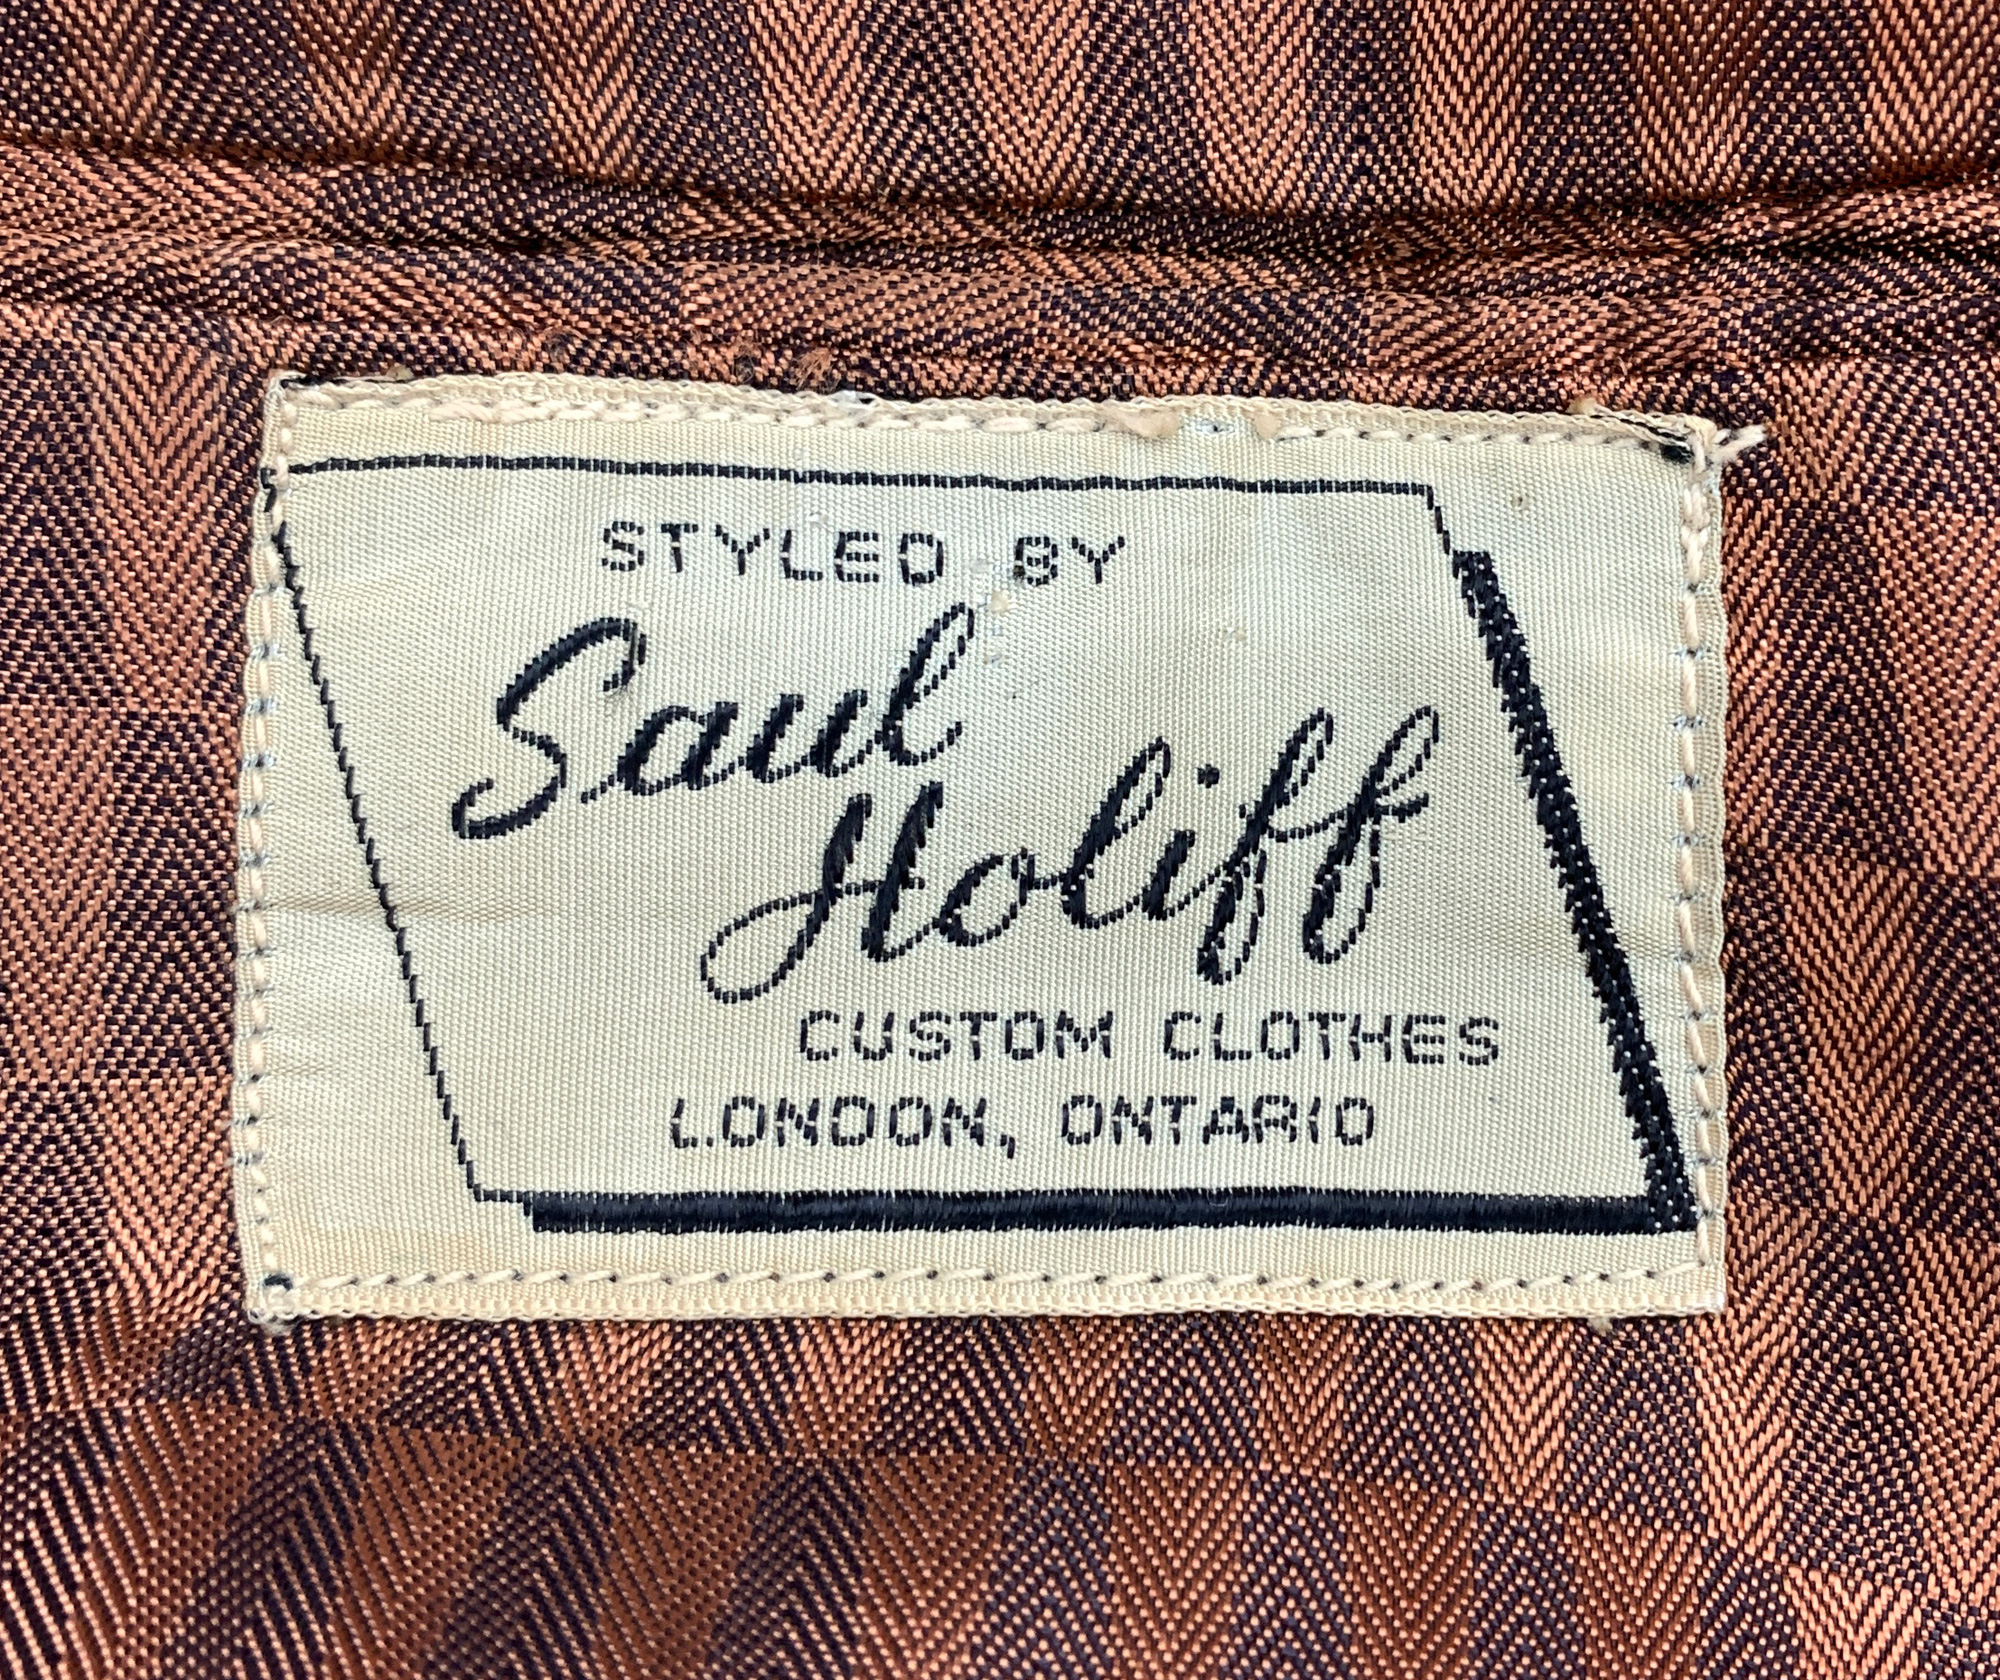 STYLED BY
Saul
Holiff
CUSTOM CLOTHES
LONDON, ONTARIO